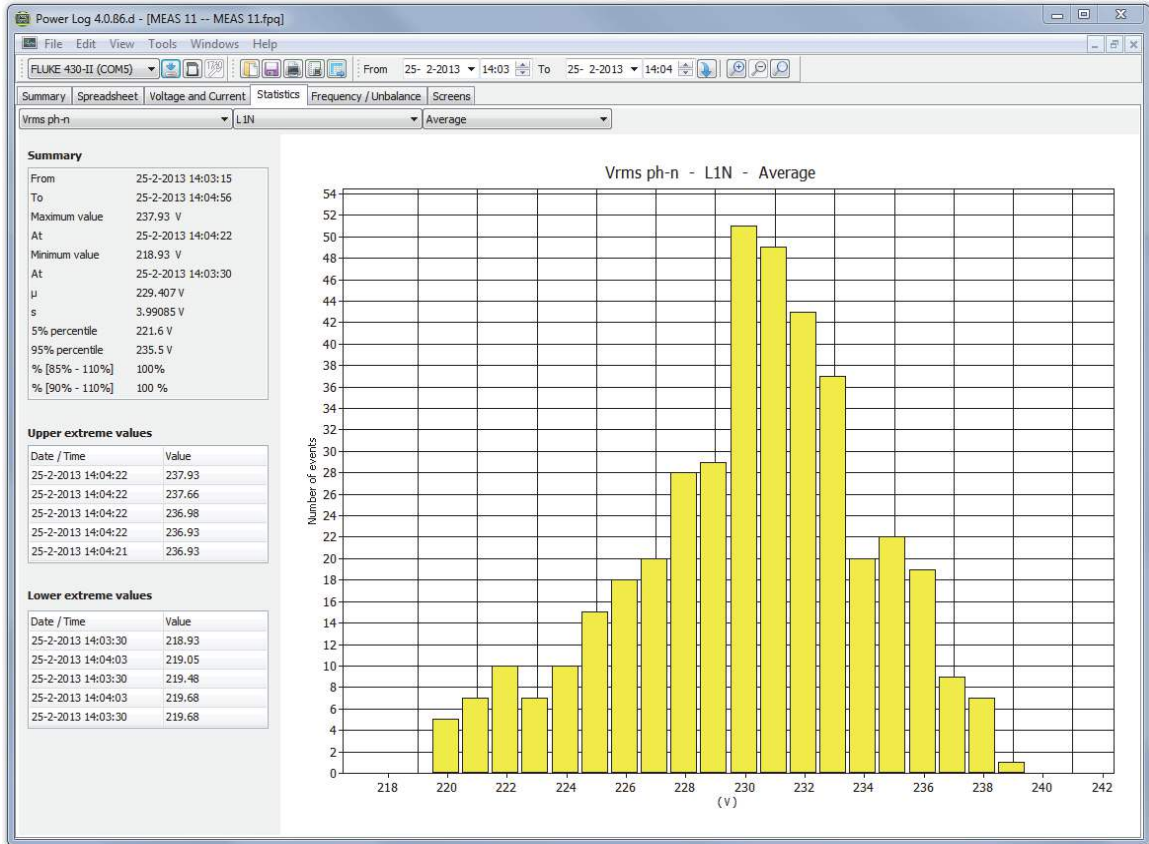 Power Log 4.0.86.d - [MEAS 11 -- MEAS 11.fpq]
File Edit View Tools Windows Help
FLUKE 430-II (COM5) From 25- 2-2013 14:03 To 25- 2-2013 14:04
Summary Spreadsheet Voltage and Current Statistics Frequency / Unbalance Screens
Vrms ph-n L1N Average
Summary
From 25-2-2013 14:03:15
To 25-2-2013 14:04:56
Maximum value 237.93 V
At 25-2-2013 14:04:22
Minimum value 218.93 V
At 25-2-2013 14:03:30
µ 229.407 V
s 3.99085 V
5% percentile 221.6 V
95% percentile 235.5 V
% [85% - 110%] 100%
% [90% - 110%] 100 %
Upper extreme values
Date / Time Value
25-2-2013 14:04:22 237.93
25-2-2013 14:04:22 237.66
25-2-2013 14:04:22 236.98
25-2-2013 14:04:22 236.93
25-2-2013 14:04:21 236.93
Lower extreme values
Date / Time Value
25-2-2013 14:03:30 218.93
25-2-2013 14:04:03 219.05
25-2-2013 14:03:30 219.48
25-2-2013 14:04:03 219.68
25-2-2013 14:03:30 219.68
Vrms ph-n - L1N - Average
Number of events
54
52
50
48
46
44
42
40
38
36
34
32
30
28
26
24
22
20
18
16
14
12
10
8
6
4
2
0
218 220 222 224 226 228 230 232 234 236 238 240 242
(V)